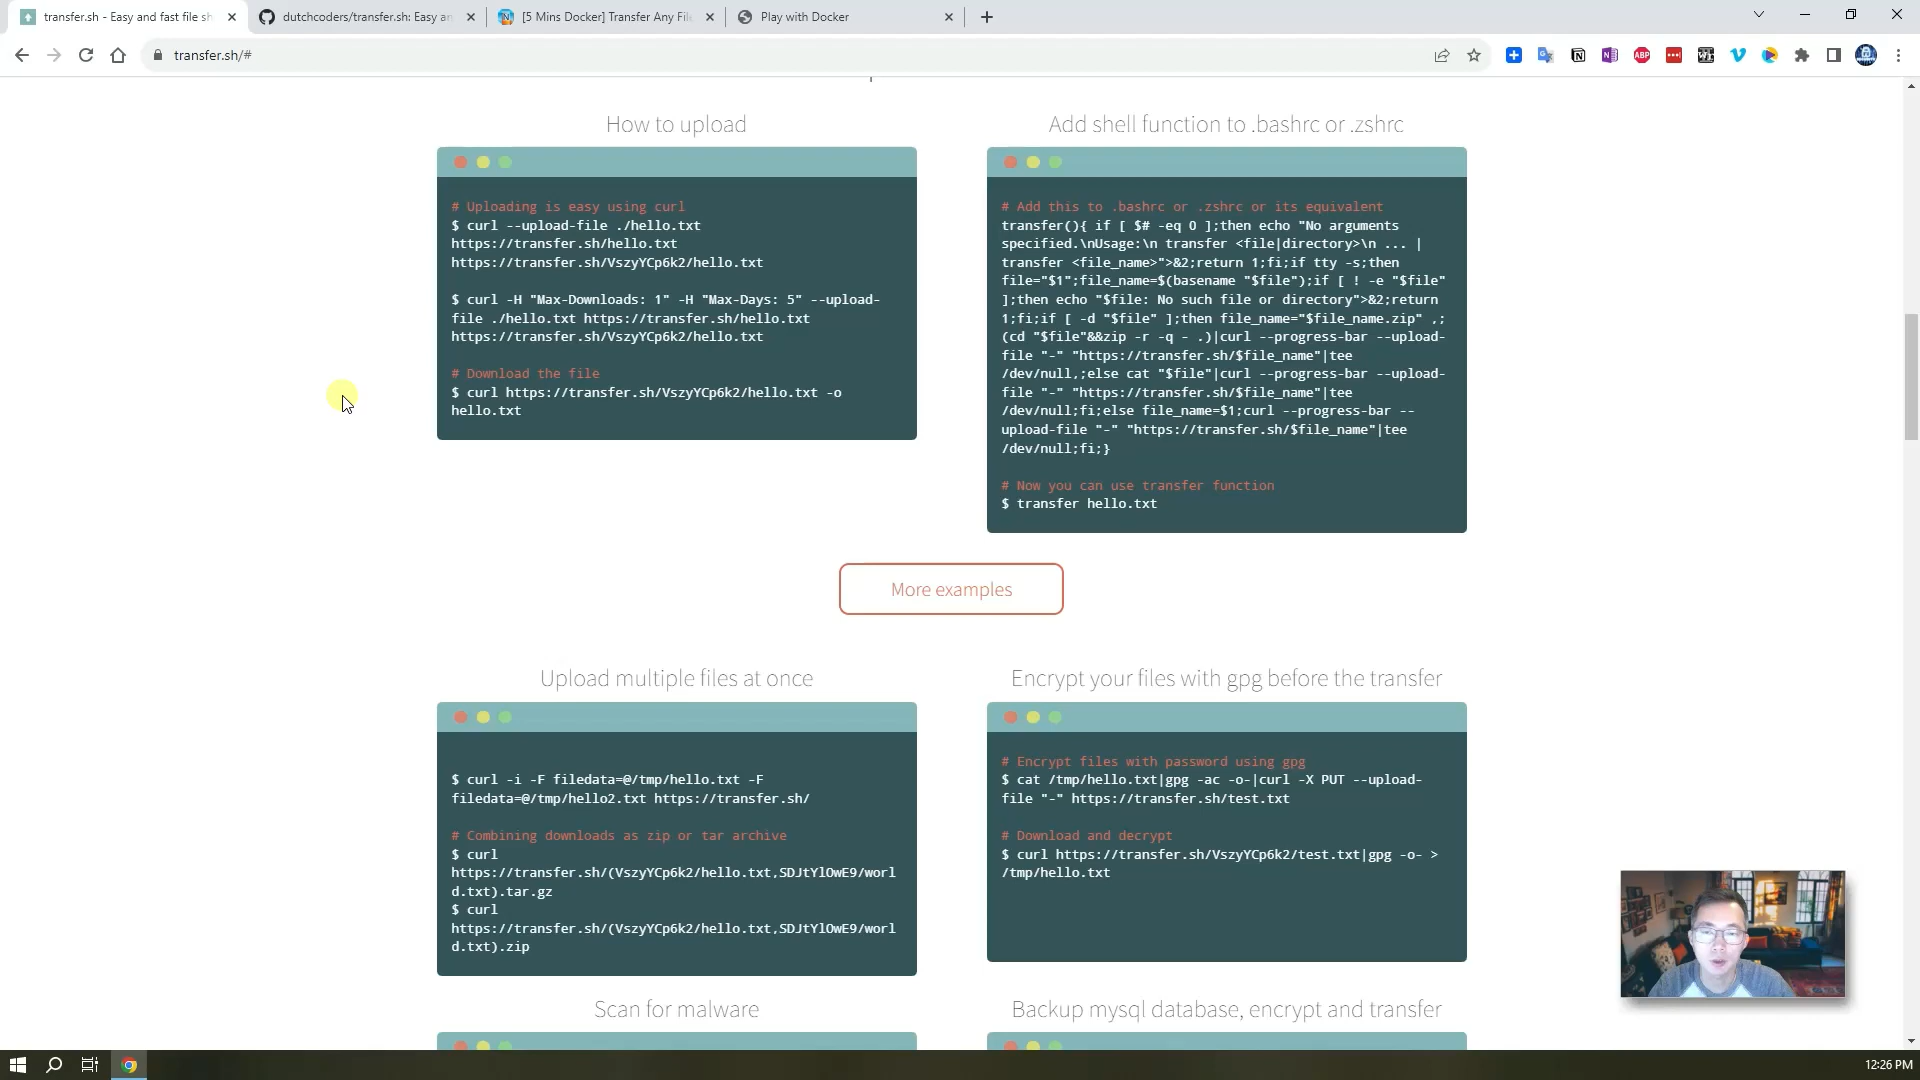 transfer.sh - Easy and fast file sh
dutchcoders/transfer.sh: Easy an
[5 Mins Docker] Transfer Any File
Play with Docker
transfer.sh/#
ABP
How to upload
# Uploading is easy using curl
$ curl --upload-file ./hello.txt
https://transfer.sh/hello.txt
https://transfer.sh/VszyYCp6k2/hello.txt
$ curl -H "Max-Downloads: 1" -H "Max-Days: 5" --upload-
file ./hello.txt https://transfer.sh/hello.txt
https://transfer.sh/VszyYCp6k2/hello.txt
# Download the file
$ curl https://transfer.sh/VszyYCp6k2/hello.txt -o
hello.txt
Add shell function to .bashrc or .zshrc
# Add this to .bashrc or .zshrc or its equivalent
transfer(){ if [ $# -eq 0 ];then echo "No arguments
specified.\nUsage:\n transfer <file|directory>\n ... |
transfer <file_name>">&2;return 1;fi;if tty -s;then
file="$1";file_name=$(basename "$file");if [ ! -e "$file"
];then echo "$file: No such file or directory">&2;return
1;fi;if [ -d "$file" ];then file_name="$file_name.zip" ,;
(cd "$file"&&zip -r -q - .)|curl --progress-bar --upload-
file "-" "https://transfer.sh/$file_name"|tee
/dev/null,;else cat "$file"|curl --progress-bar --upload-
file "-" "https://transfer.sh/$file_name"|tee
/dev/null;fi;else file_name=$1;curl --progress-bar --
upload-file "-" "https://transfer.sh/$file_name"|tee
/dev/null;fi;}
# Now you can use transfer function
$ transfer hello.txt
More examples
Upload multiple files at once
$ curl -i -F filedata=@/tmp/hello.txt -F
filedata=@/tmp/hello2.txt https://transfer.sh/
# Combining downloads as zip or tar archive
$ curl
https://transfer.sh/(VszyYCp6k2/hello.txt,SDJtYlOwE9/worl
d.txt).tar.gz
$ curl
https://transfer.sh/(VszyYCp6k2/hello.txt,SDJtYlOwE9/worl
d.txt).zip
Encrypt your files with gpg before the transfer
# Encrypt files with password using gpg
$ cat /tmp/hello.txt|gpg -ac -o-|curl -X PUT --upload-
file "-" https://transfer.sh/test.txt
# Download and decrypt
$ curl https://transfer.sh/VszyYCp6k2/test.txt|gpg -o- >
/tmp/hello.txt
Scan for malware
Backup mysql database, encrypt and transfer
12:26 PM